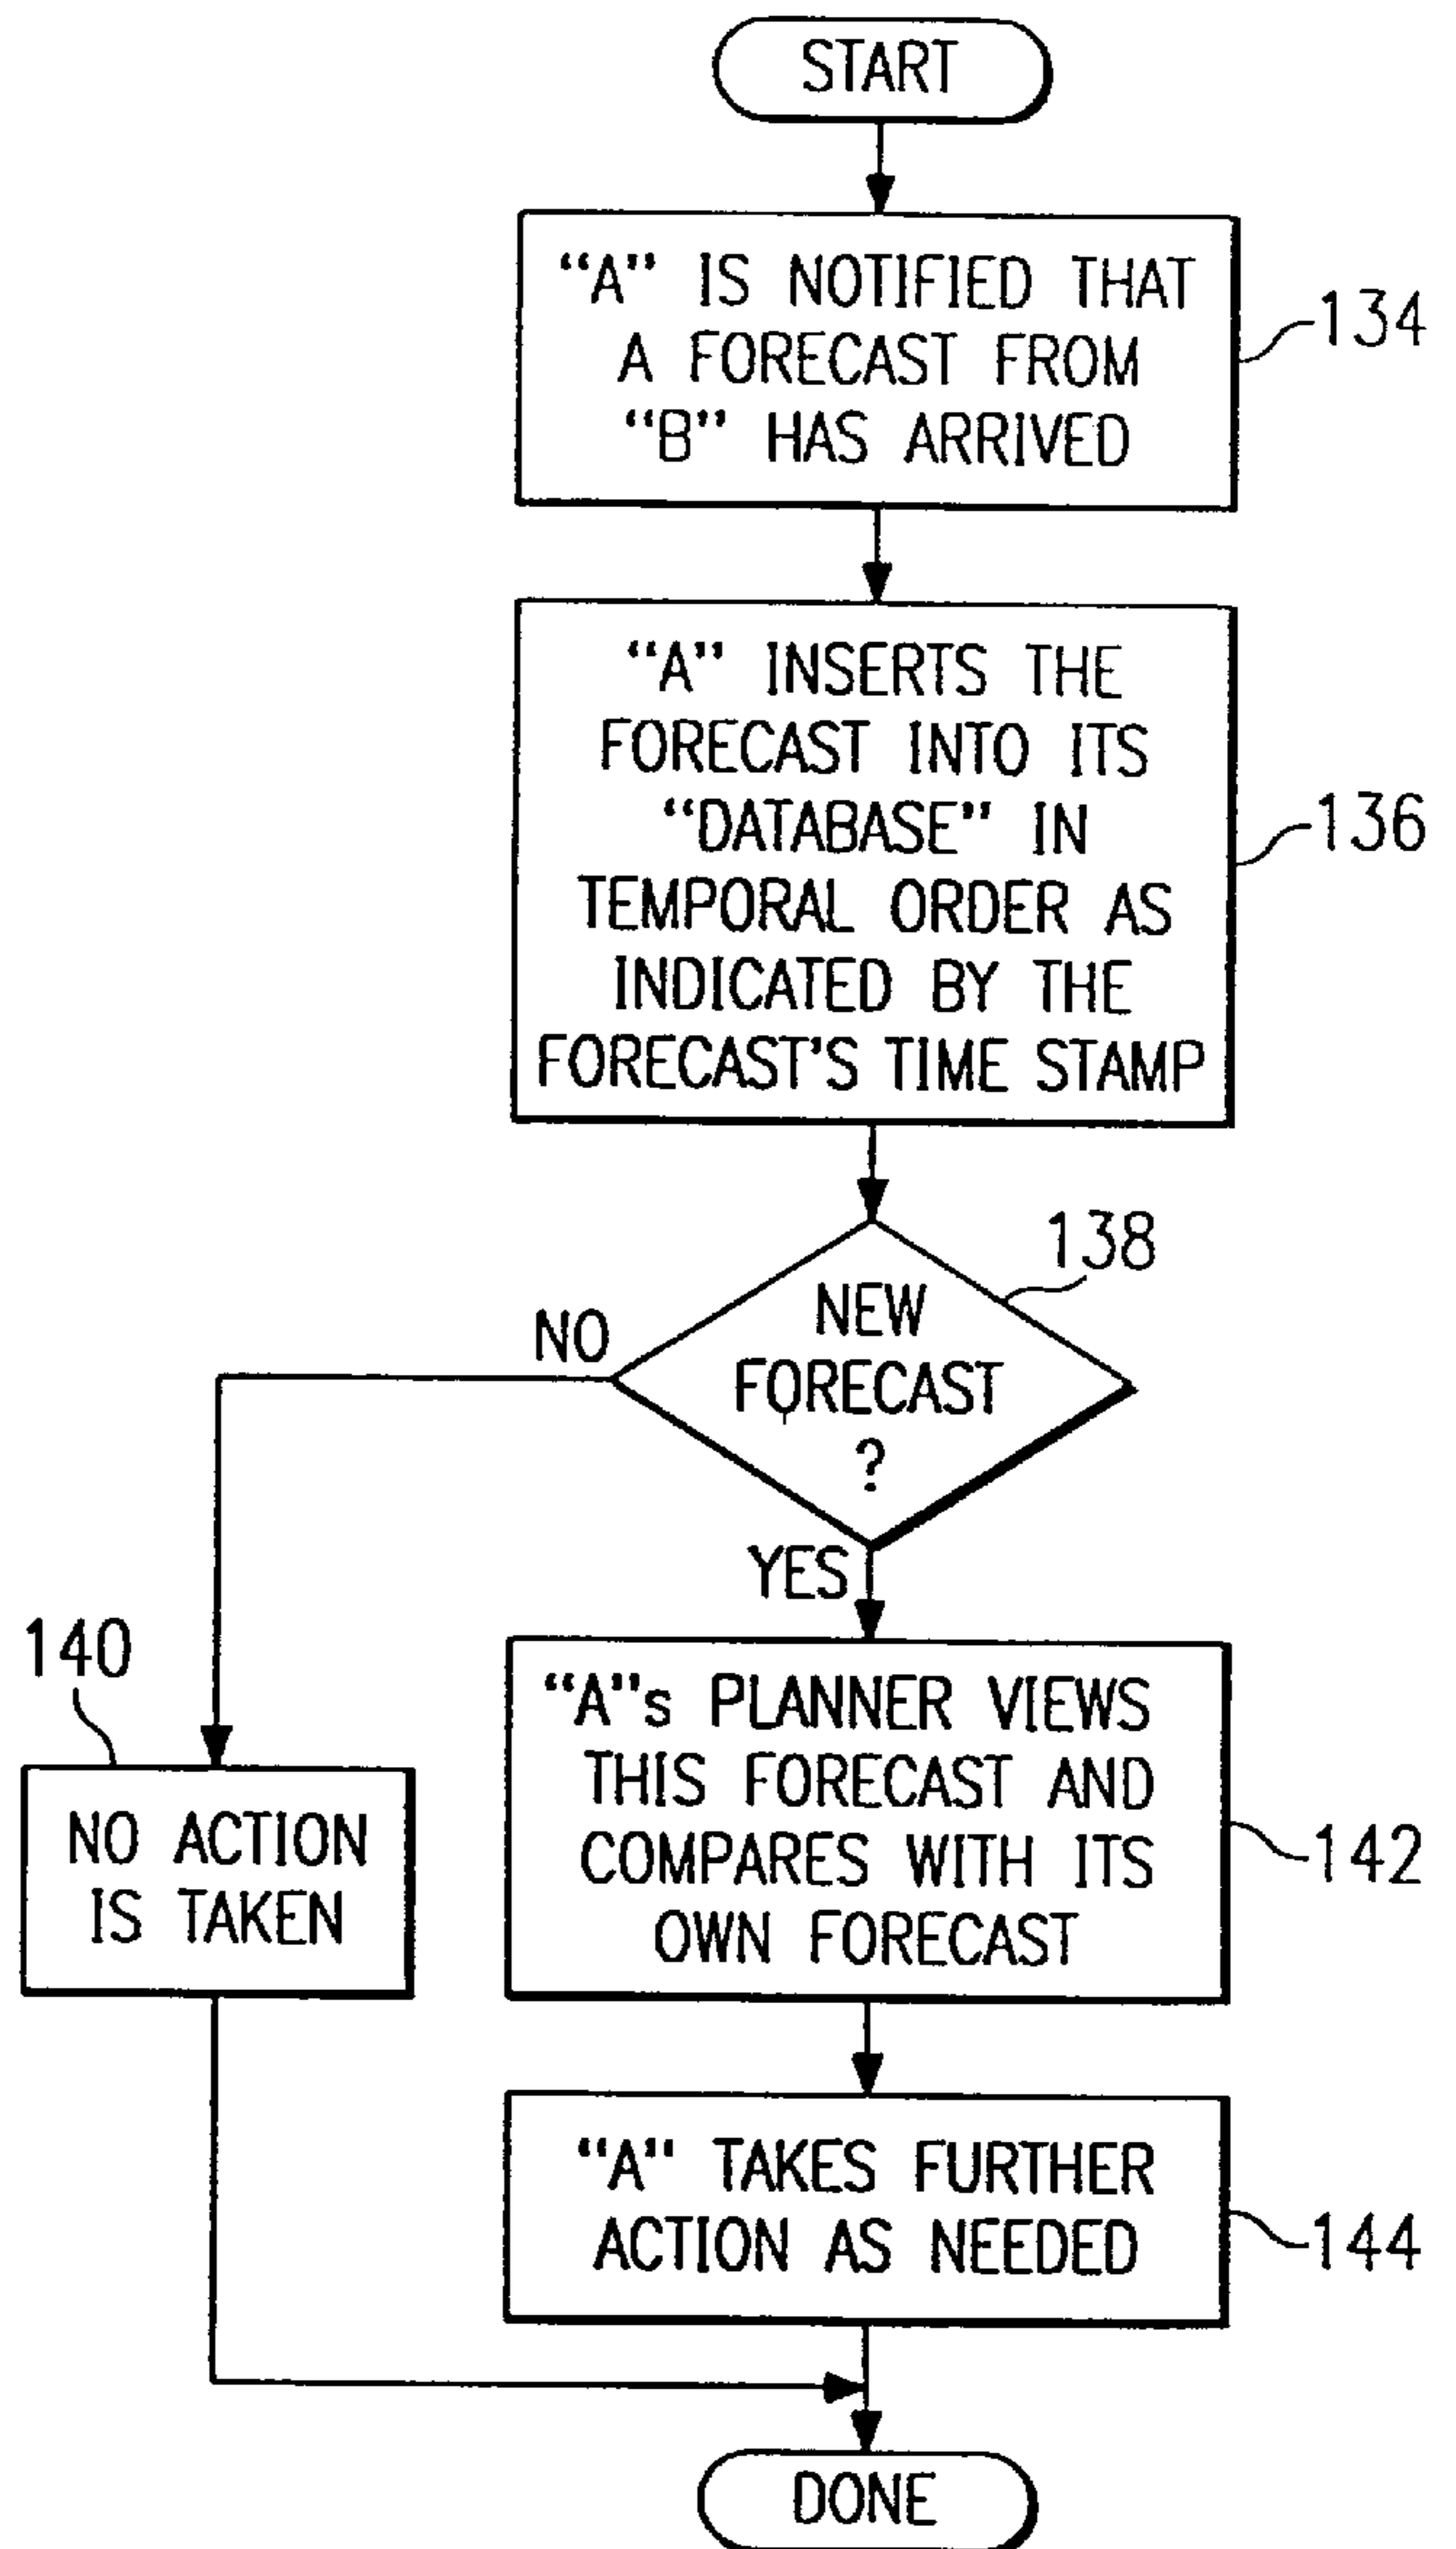 START
“A” IS NOTIFIED THAT
A FORECAST FROM
“B” HAS ARRIVED
134
“A” INSERTS THE
FORECAST INTO ITS
“DATABASE” IN
TEMPORAL ORDER AS
INDICATED BY THE
FORECAST'S TIME STAMP
136
138
NEW
FORECAST
?
NO
YES
140
NO ACTION
IS TAKEN
“A”s PLANNER VIEWS
THIS FORECAST AND
COMPARES WITH ITS
OWN FORECAST
142
“A” TAKES FURTHER
ACTION AS NEEDED
144
DONE